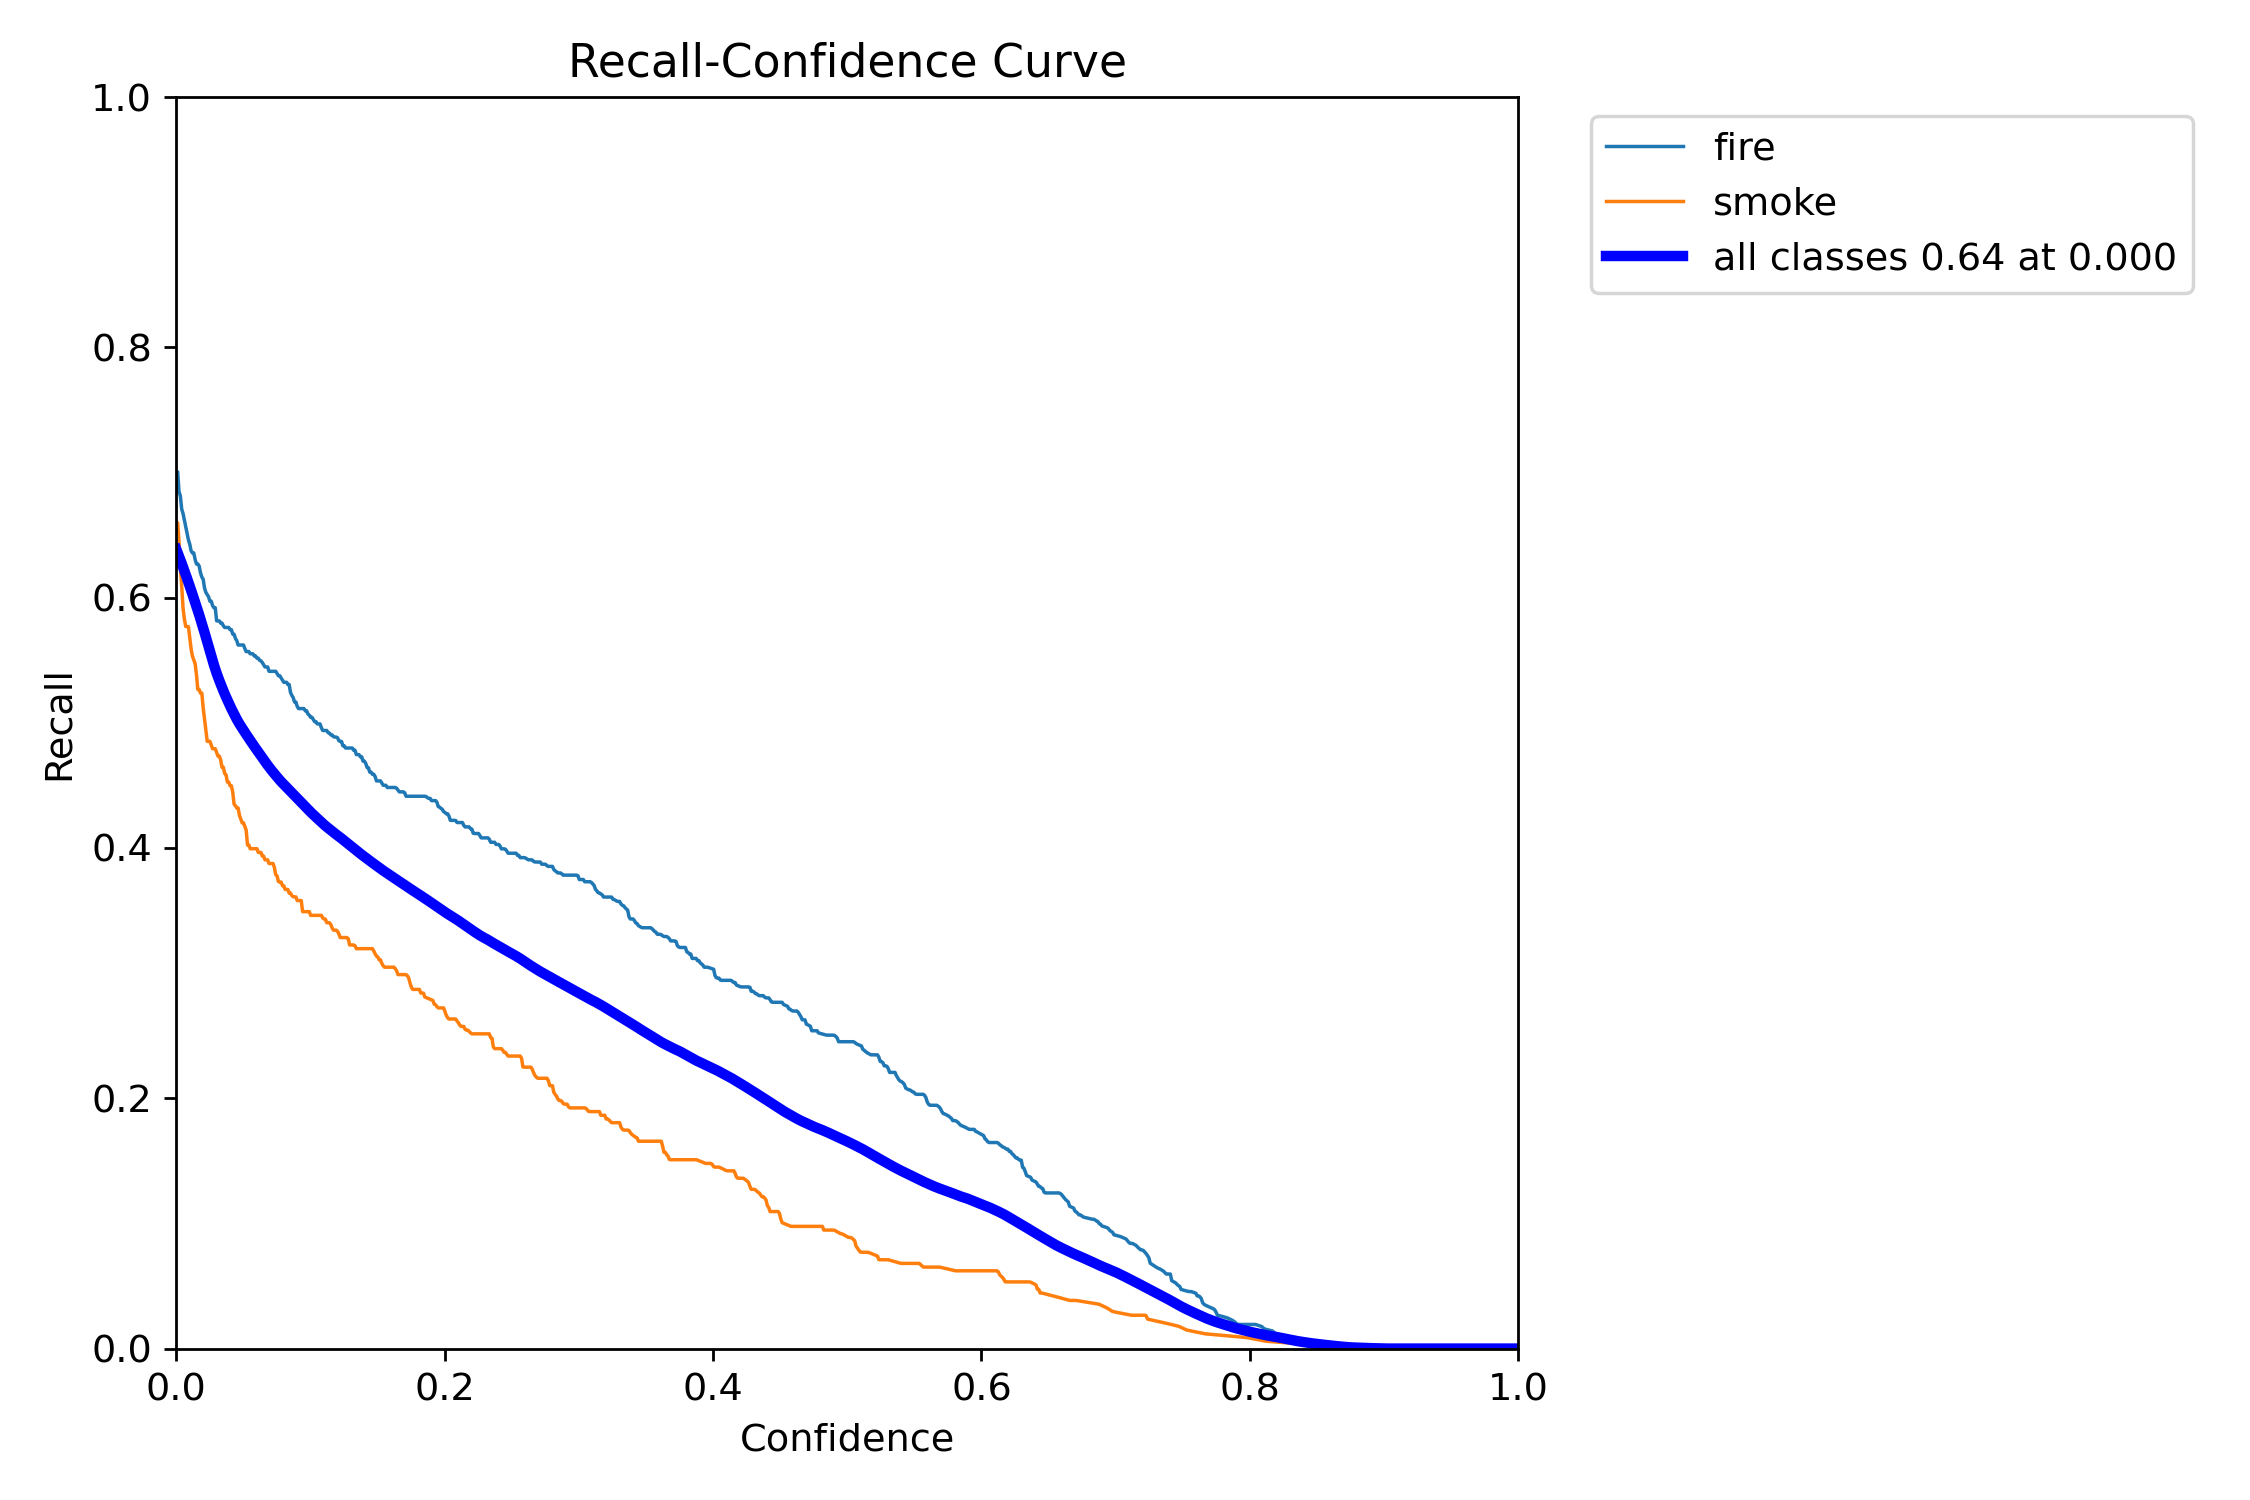 Recall-Confidence Curve
1.0
0.8
0.6
0.4
0.2
0.0
Recall
0.0 0.2 0.4 0.6 0.8 1.0
Confidence
fire
smoke
all classes 0.64 at 0.000